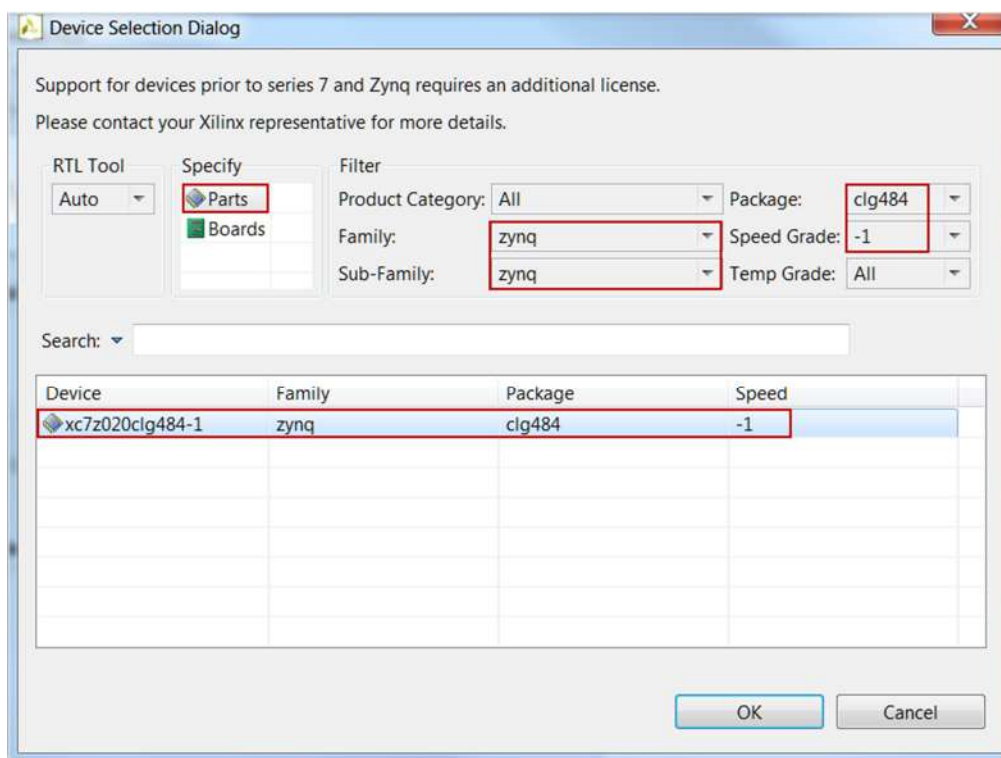 Device Selection Dialog
Support for devices prior to series 7 and Zynq requires an additional license.
Please contact your Xilinx representative for more details.
RTL Tool Specify Filter
Auto Parts Product Category: All Package: clg484
Boards Family: zynq Speed Grade: -1
Sub-Family: zynq Temp Grade: All
Search:
Device Family Package Speed
xc7z020clg484-1 zynq clg484 -1
OK Cancel